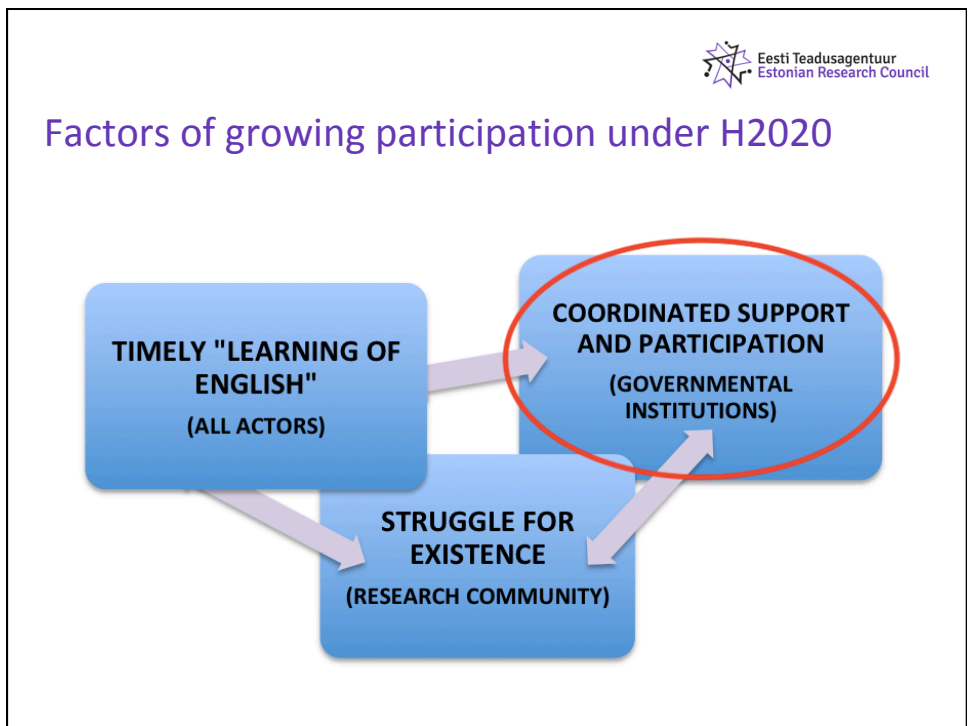 Eesti Teadusagentuur
Estonian Research Council
Factors of growing participation under H2020
TIMELY "LEARNING OF
ENGLISH"
(ALL ACTORS)
COORDINATED SUPPORT
AND PARTICIPATION
(GOVERNMENTAL
INSTITUTIONS)
STRUGGLE FOR
EXISTENCE
(RESEARCH COMMUNITY)